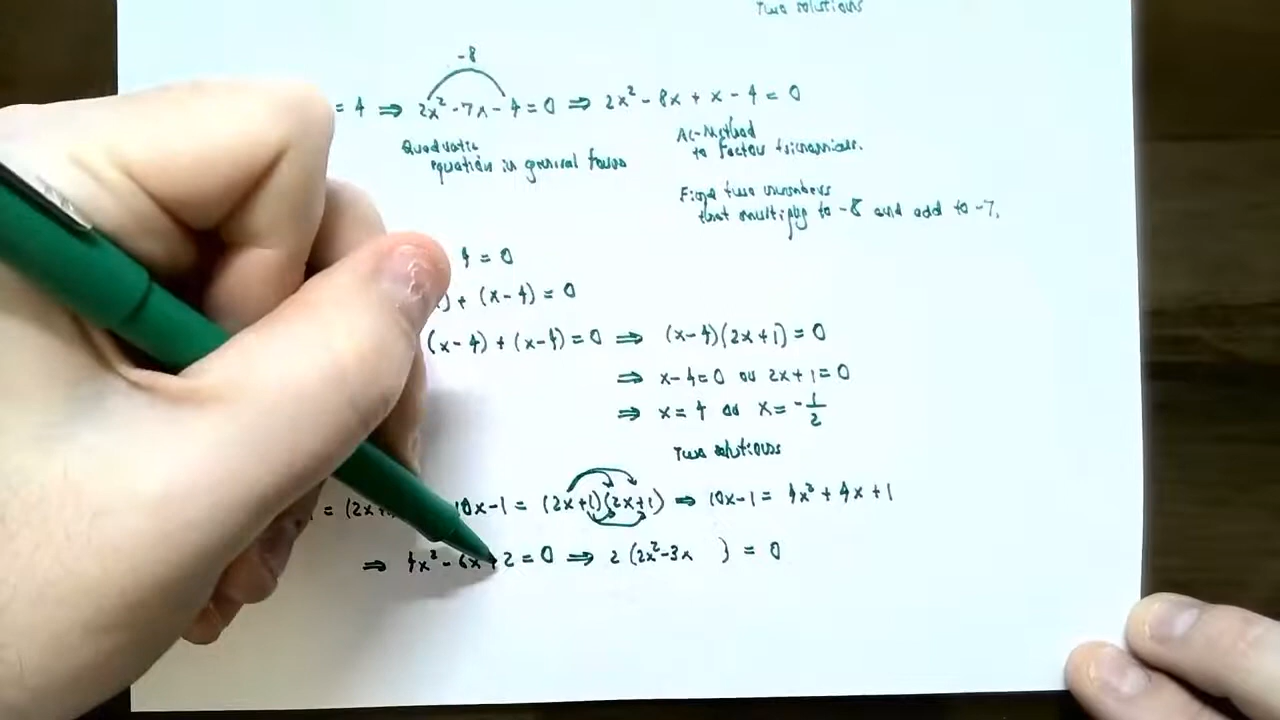 Two solutions
-8
= 4 ⇒ 2x² - 7x - 4 = 0 ⇒ 2x² - 8x + x - 4 = 0
Quadratic
equation in general form
AC-Method
to factor trinomials.
Find two numbers
that multiply to -8 and add to -7.
4 = 0
) + (x-4) = 0
(x-4) + (x-4) = 0 ⇒ (x-4)(2x+1) = 0
⇒ x-4=0 or 2x+1=0
⇒ x=4 or x=-1/2
Two solutions
= (2x+ 10x-1 = (2x+1)(2x+1) ⇒ 10x-1 = 4x² + 4x + 1
⇒ 4x² - 6x + 2 = 0 ⇒ 2 (2x² - 3x ) = 0